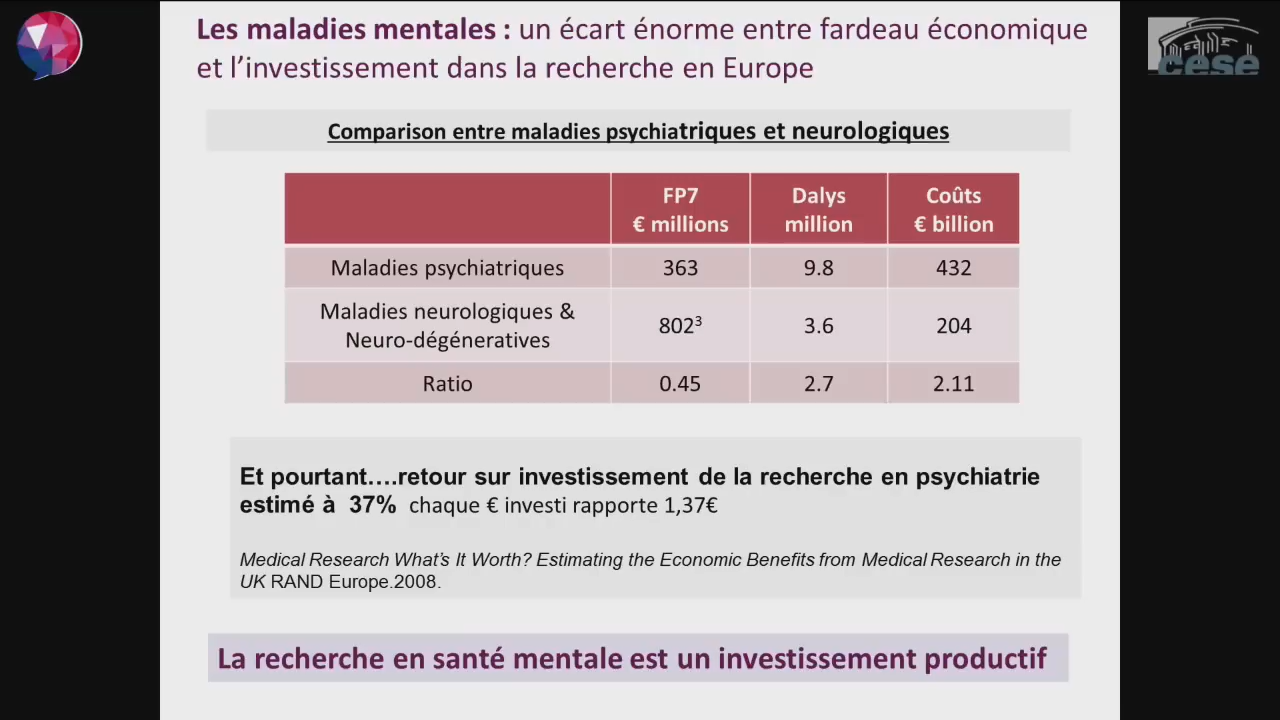 Les maladies mentales : un écart énorme entre fardeau économique
et l’investissement dans la recherche en Europe
cese
Comparison entre maladies psychiatriques et neurologiques
FP7 Dalys Coûts
€ millions million € billion
Maladies psychiatriques 363 9.8 432
Maladies neurologiques &
Neuro-dégéneratives 802³ 3.6 204
Ratio 0.45 2.7 2.11
Et pourtant….retour sur investissement de la recherche en psychiatrie
estimé à 37% chaque € investi rapporte 1,37€
Medical Research What’s It Worth? Estimating the Economic Benefits from Medical Research in the
UK RAND Europe.2008.
La recherche en santé mentale est un investissement productif